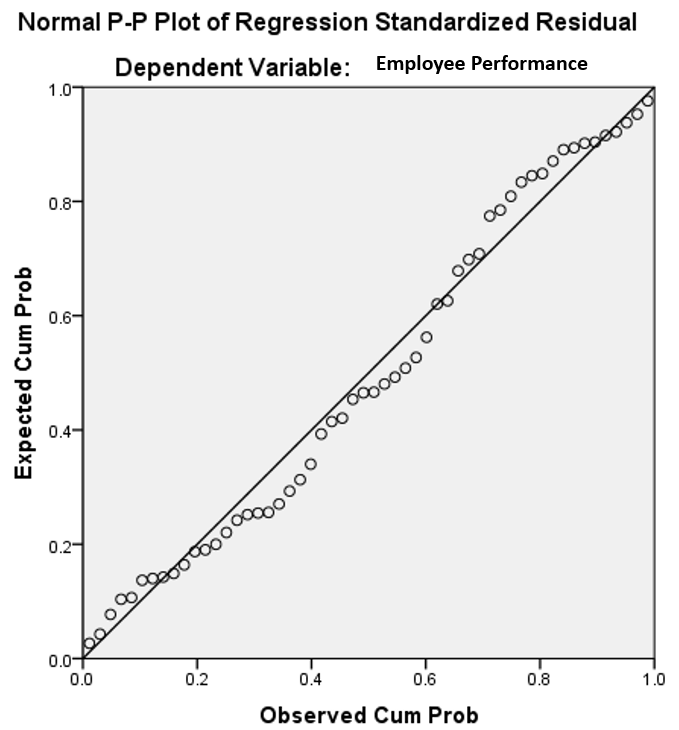 Normal P-P Plot of Regression Standardized Residual
Dependent Variable: Employee Performance
1.0
0.8
0.6
0.4
0.2
0.0
Expected Cum Prob
0.0 0.2 0.4 0.6 0.8 1.0
Observed Cum Prob